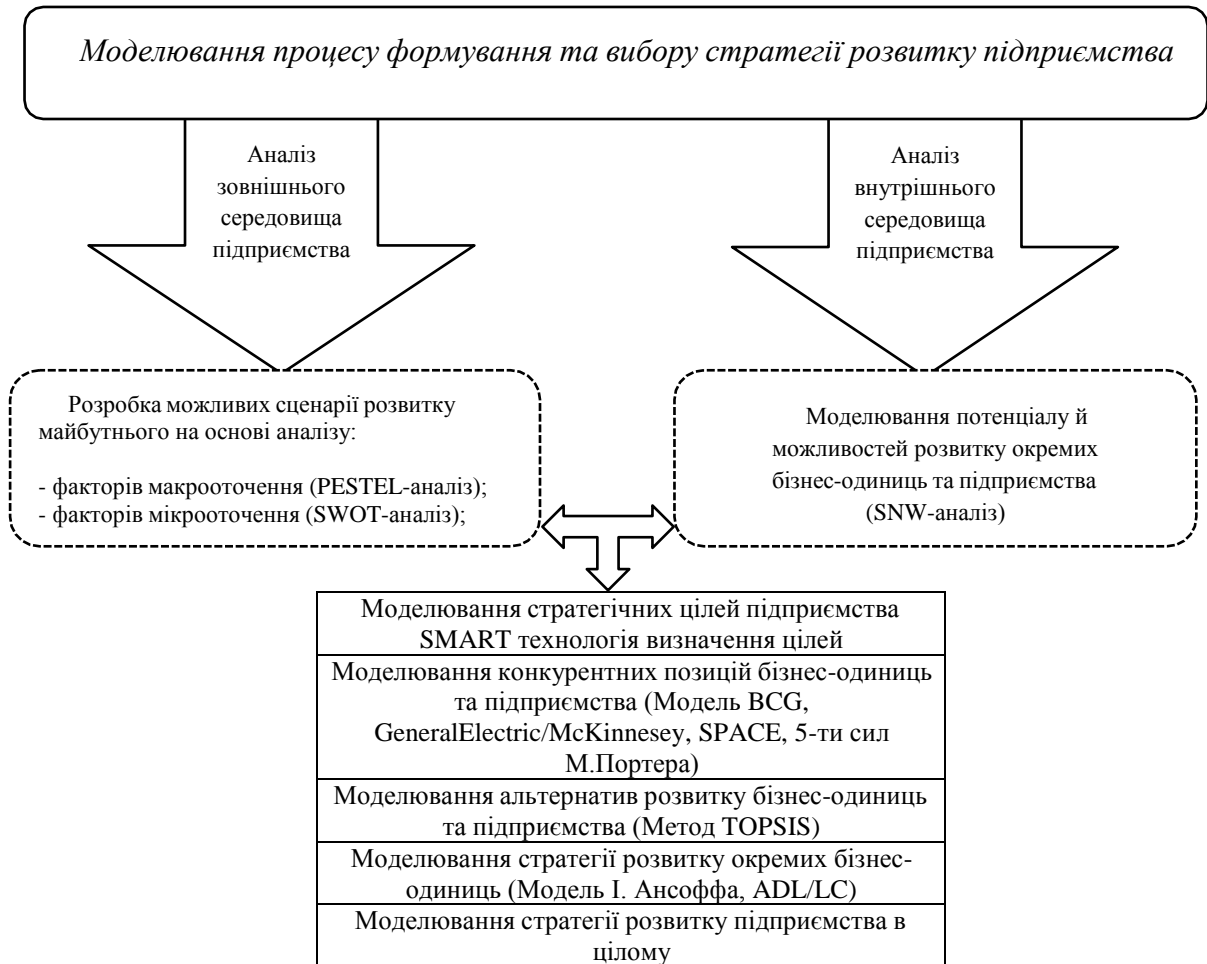 Моделювання процесу формування та вибору стратегії розвитку підприємства
Аналіз
зовнішнього
середовища
підприємства
Аналіз
внутрішнього
середовища
підприємства
Розробка можливих сценарії розвитку
майбутнього на основі аналізу:
- факторів макрооточення (PESTEL-аналіз);
- факторів мікрооточення (SWOT-аналіз);
Моделювання потенціалу й
можливостей розвитку окремих
бізнес-одиниць та підприємства
(SNW-аналіз)
Моделювання стратегічних цілей підприємства
SMART технологія визначення цілей
Моделювання конкурентних позицій бізнес-одиниць
та підприємства (Модель BCG,
GeneralElectric/McKinnesey, SPACE, 5-ти сил
М.Портера)
Моделювання альтернатив розвитку бізнес-одиниць
та підприємства (Метод TOPSIS)
Моделювання стратегії розвитку окремих бізнес-
одиниць (Модель І. Ансоффа, ADL/LC)
Моделювання стратегії розвитку підприємства в
цілому